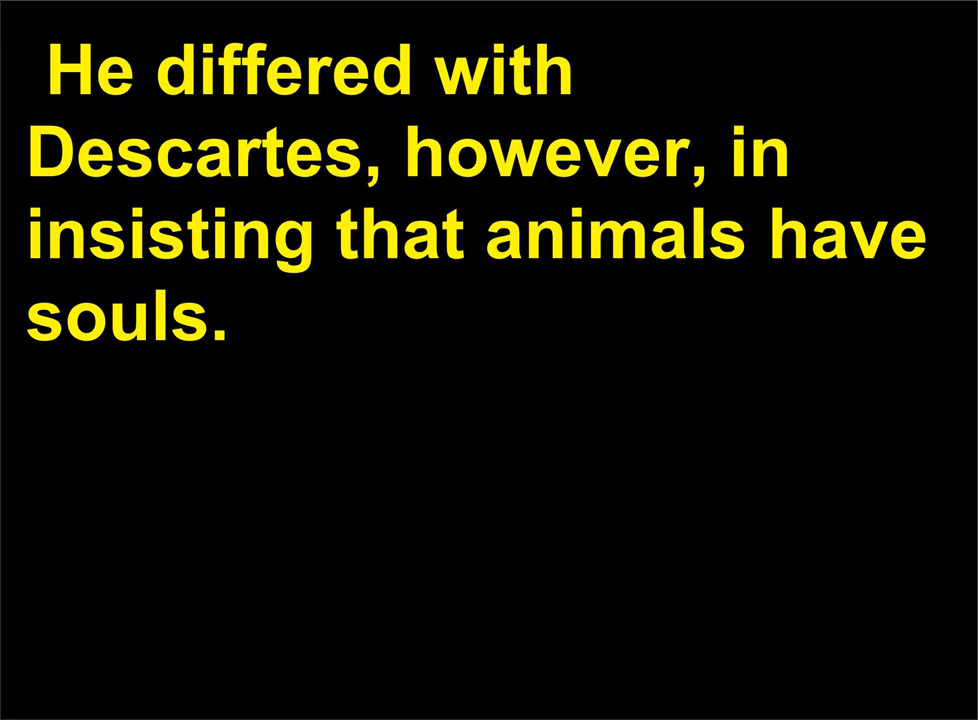 He differed with
Descartes, however, in
insisting that animals have
souls.